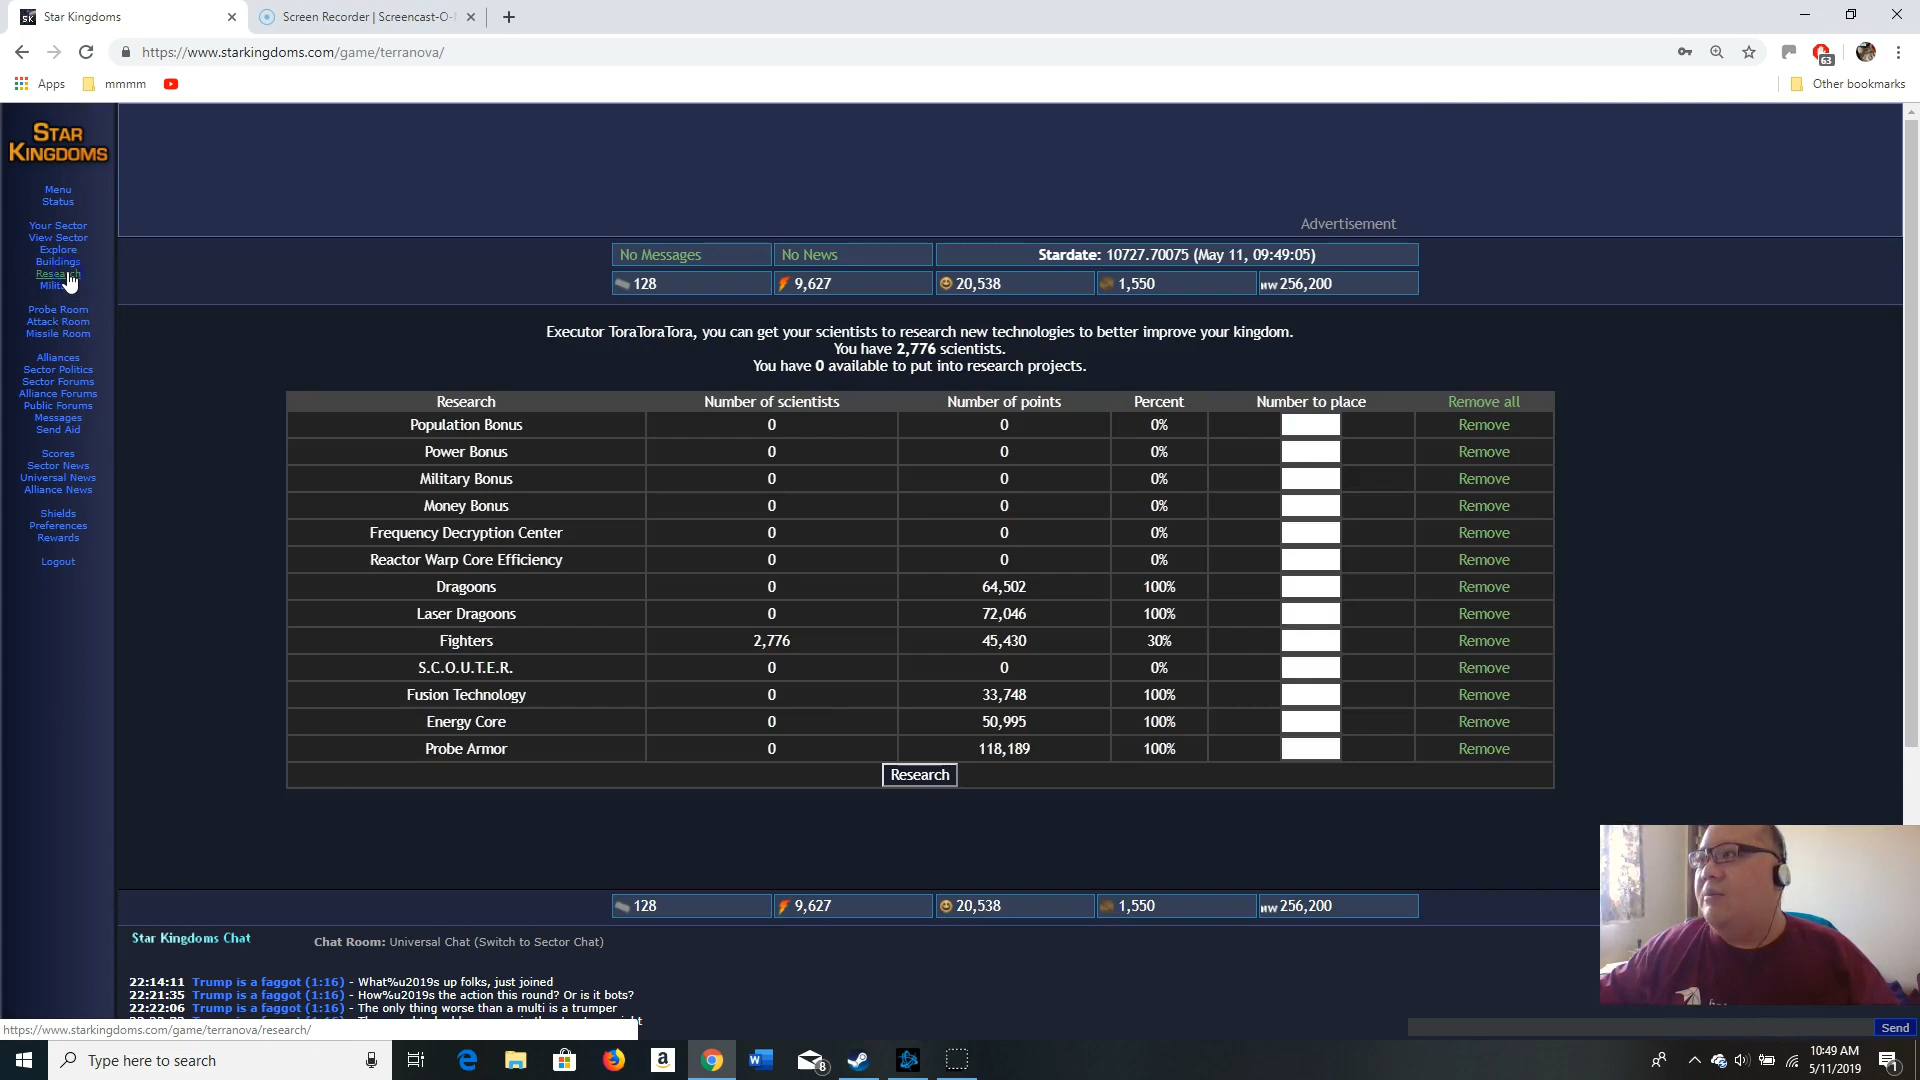 Star Kingdoms
Screen Recorder | Screencast-O-
https://www.starkingdoms.com/game/terranova/
63
Apps
mmmm
Other bookmarks
STAR
KINGDOMS
Menu
Status
Your Sector
View Sector
Explore
Buildings
Research
Probe Room
Attack Room
Missile Room
Alliances
Sector Politics
Sector Forums
Alliance Forums
Public Forums
Messages
Send Aid
Scores
Sector News
Universal News
Alliance News
Shields
Preferences
Rewards
Logout
Advertisement
No Messages No News Stardate: 10727.70075 (May 11, 09:49:05)
128 9,627 20,538 1,550 NW 256,200
Executor ToraToraTora, you can get your scientists to research new technologies to better improve your kingdom.
You have 2,776 scientists.
You have 0 available to put into research projects.
Research Number of scientists Number of points Percent Number to place Remove all
Population Bonus 0 0 0% Remove
Power Bonus 0 0 0% Remove
Military Bonus 0 0 0% Remove
Money Bonus 0 0 0% Remove
Frequency Decryption Center 0 0 0% Remove
Reactor Warp Core Efficiency 0 0 0% Remove
Dragoons 0 64,502 100% Remove
Laser Dragoons 0 72,046 100% Remove
Fighters 2,776 45,430 30% Remove
S.C.O.U.T.E.R. 0 0 0% Remove
Fusion Technology 0 33,748 100% Remove
Energy Core 0 50,995 100% Remove
Probe Armor 0 118,189 100% Remove
Research
128 9,627 20,538 1,550 NW 256,200
Star Kingdoms Chat
Chat Room: Universal Chat (Switch to Sector Chat)
22:14:11 Trump is a faggot (1:16) - What%u2019s up folks, just joined
22:21:35 Trump is a faggot (1:16) - How%u2019s the action this round? Or is it bots?
22:22:06 Trump is a faggot (1:16) - The only thing worse than a multi is a trumper
https://www.starkingdoms.com/game/terranova/research/
Send
Type here to search
8
10:49 AM
5/11/2019
1